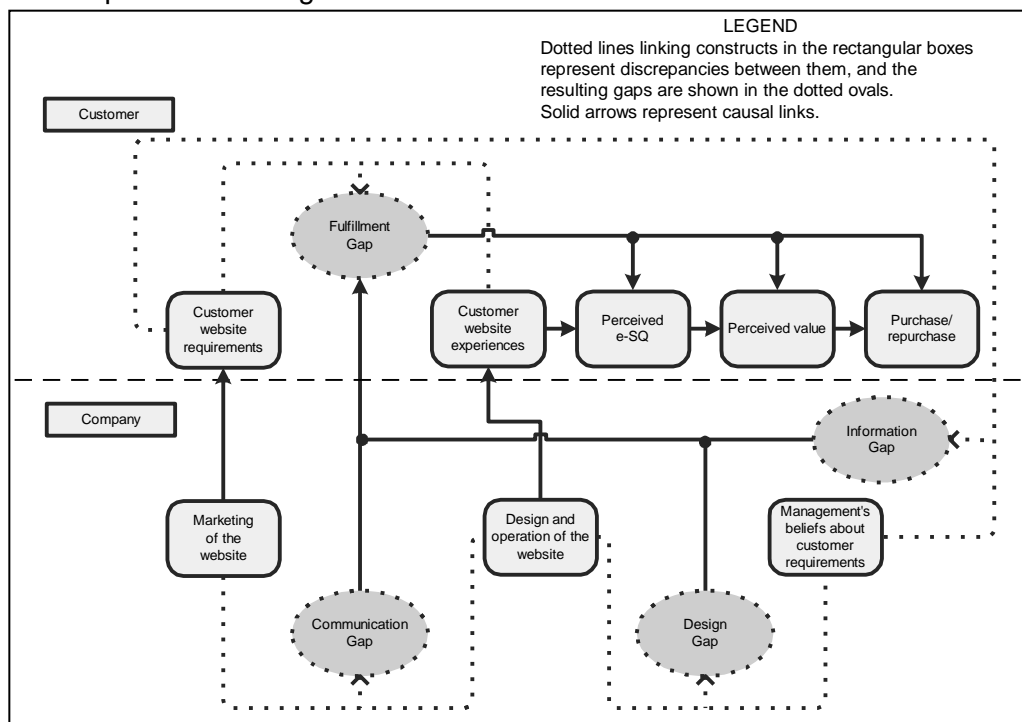 LEGEND
Dotted lines linking constructs in the rectangular boxes
represent discrepancies between them, and the
resulting gaps are shown in the dotted ovals.
Solid arrows represent causal links.
Customer
Fulfillment
Gap
Customer
website
requirements
Customer
website
experiences
Perceived
e-SQ
Perceived value
Purchase/
repurchase
Company
Information
Gap
Marketing
of the
website
Design and
operation of the
website
Management's
beliefs about
customer
requirements
Communication
Gap
Design
Gap